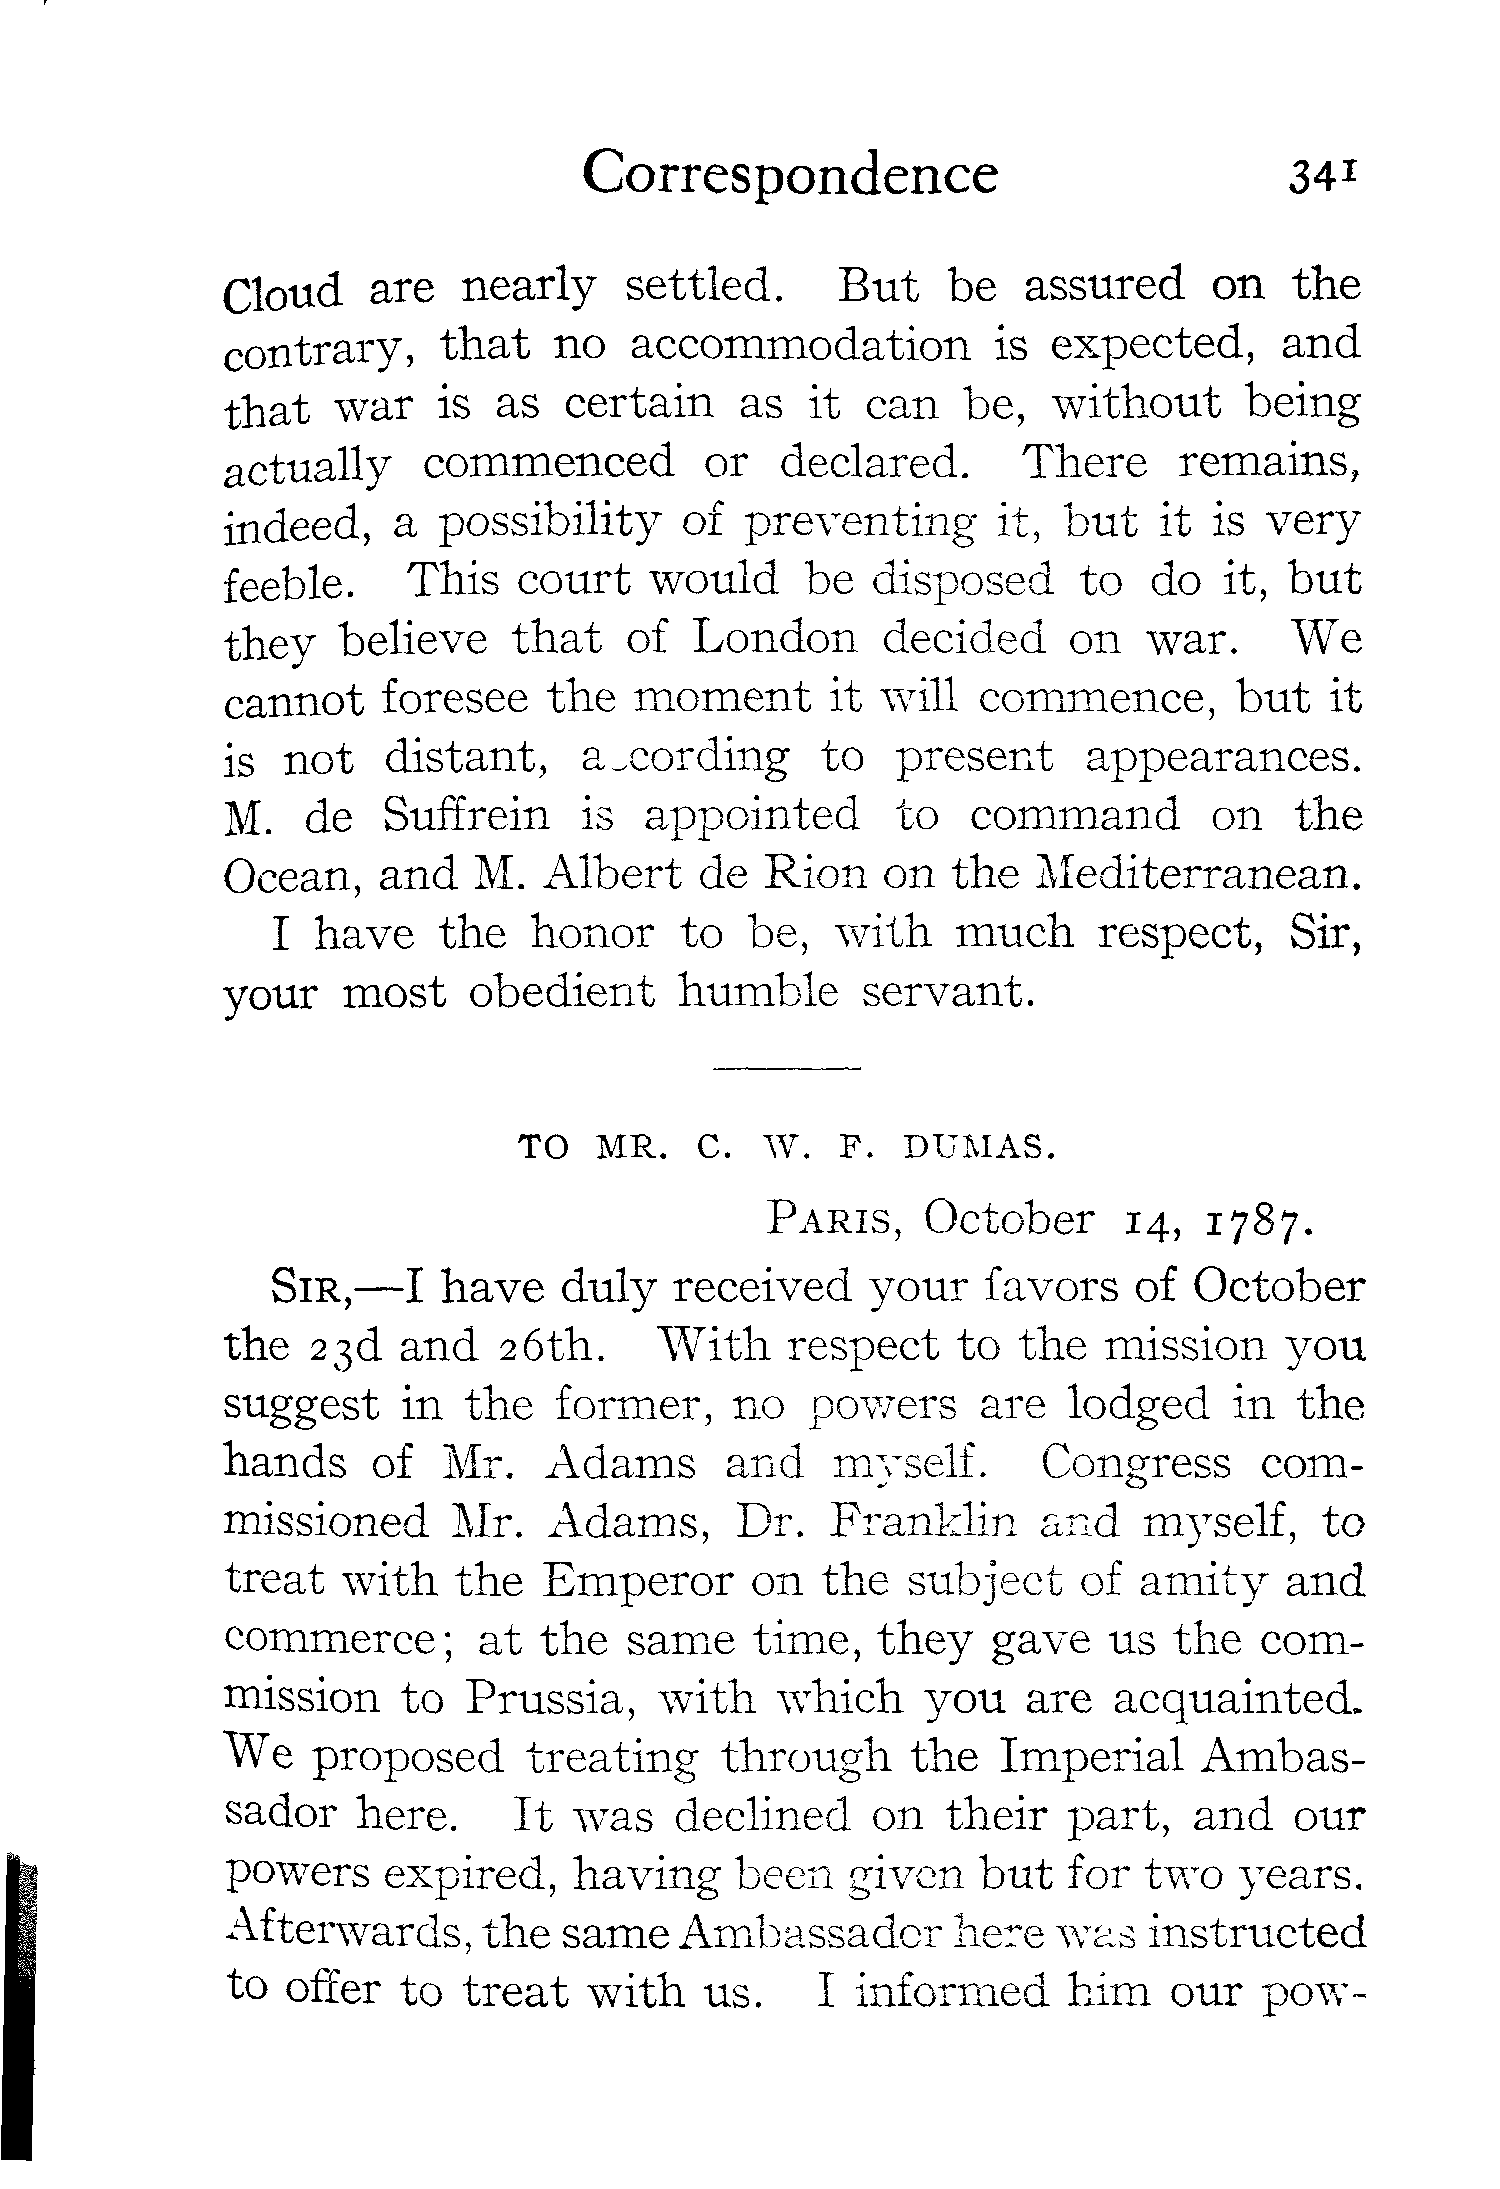 Correspondence 341
Cloud are nearly settled. But be assured on the
contrary, that no accommodation is expected, and
that war is as certain as it can be, without being
actually commenced or declared. There remains,
indeed, a possibility of preventing it, but it is very
feeble. This court would be disposed to do it, but
they believe that of London decided on war. We
cannot foresee the moment it will commence, but it
is not distant, according to present appearances.
M. de Suffrein is appointed to command on the
Ocean, and M. Albert de Rion on the Mediterranean.
I have the honor to be, with much respect, Sir,
your most obedient humble servant.
TO MR. C. W. F. DUMAS.
PARIS, October 14, 1787.
SIR,—I have duly received your favors of October
the 23d and 26th. With respect to the mission you
suggest in the former, no powers are lodged in the
hands of Mr. Adams and myself. Congress com-
missioned Mr. Adams, Dr. Franklin and myself, to
treat with the Emperor on the subject of amity and
commerce; at the same time, they gave us the com-
mission to Prussia, with which you are acquainted.
We proposed treating through the Imperial Ambas-
sador here. It was declined on their part, and our
powers expired, having been given but for two years.
Afterwards, the same Ambassador here was instructed
to offer to treat with us. I informed him our pow-